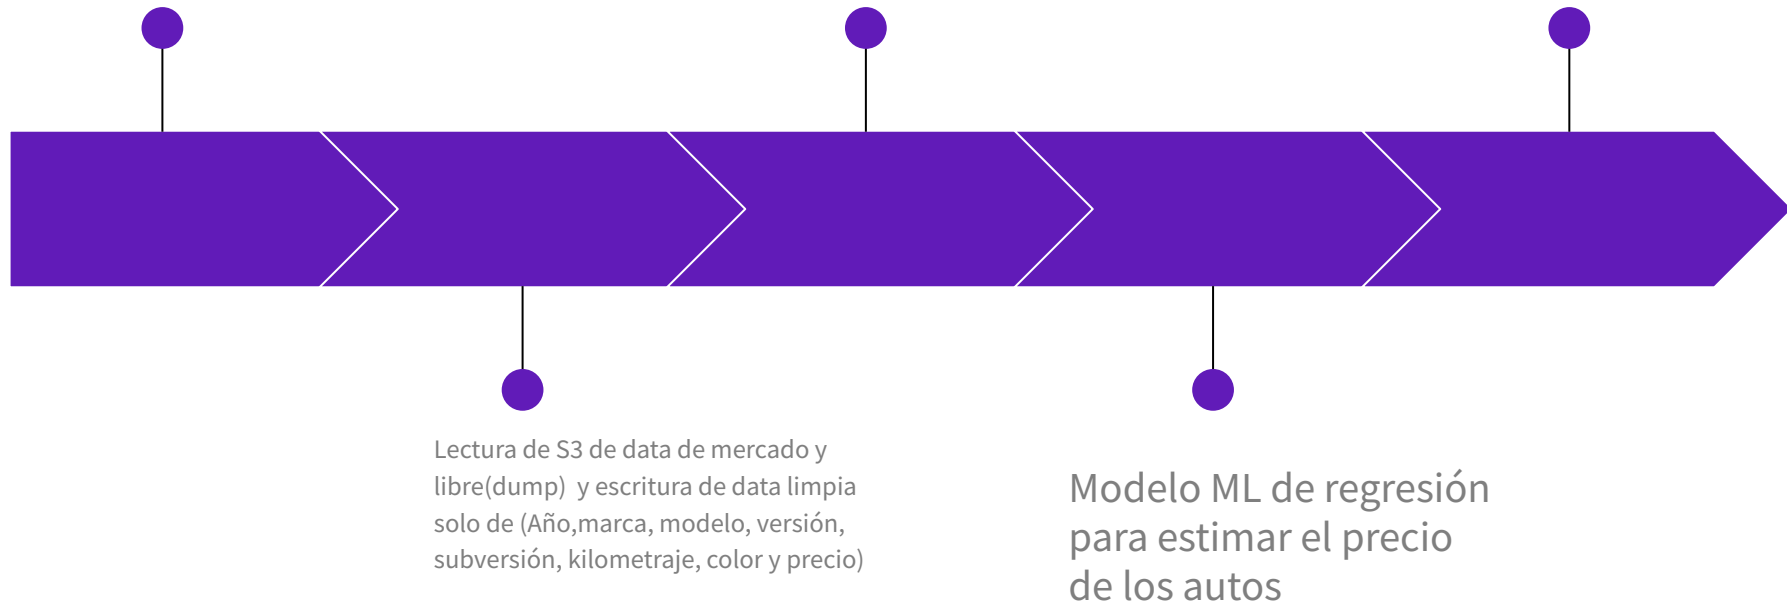 Lectura de S3 de data de mercado y
libre(dump)  y escritura de data limpia
solo de (Año,marca, modelo, versión,
subversión, kilometraje, color y precio)
Modelo ML de regresión
para estimar el precio
de los autos